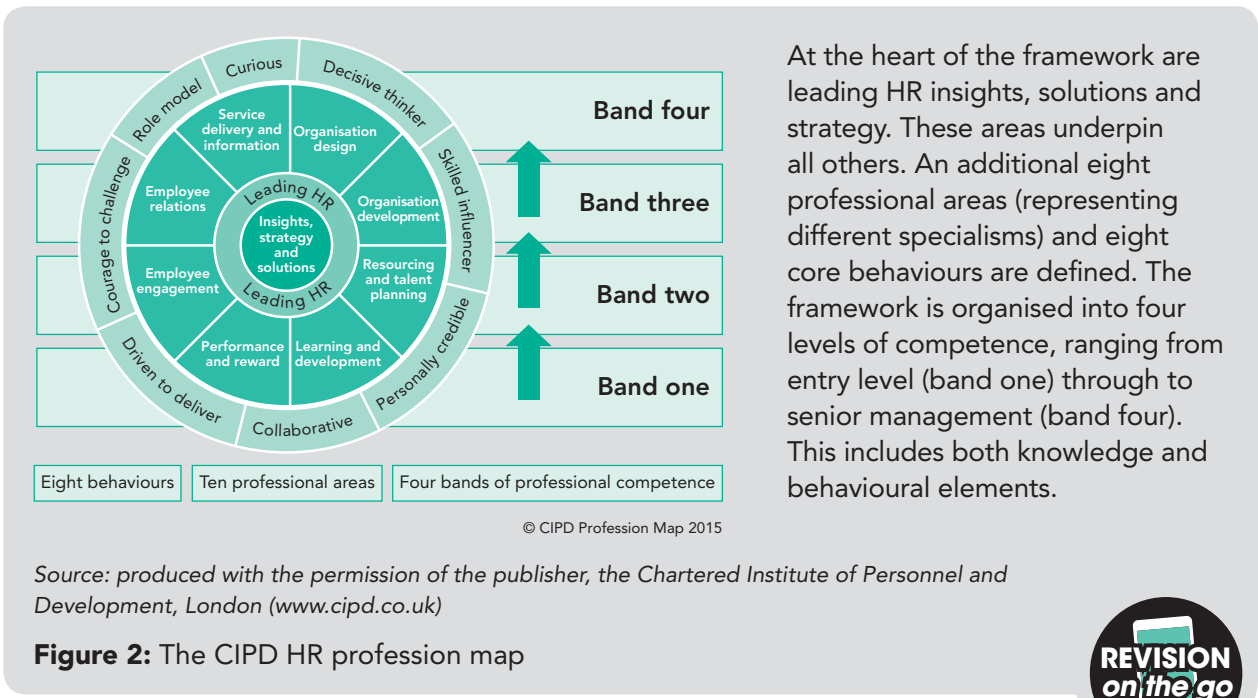 Curious
Decisive thinker
Role model
Skilled influencer
Courage to challenge
Personally credible
Driven to deliver
Collaborative
Service
delivery and
information
Organisation
design
Employee
relations
Organisation
development
Leading HR
Insights,
strategy
and
solutions
Leading HR
Employee
engagement
Resourcing
and talent
planning
Performance
and reward
Learning and
development
Band four
Band three
Band two
Band one
Eight behaviours
Ten professional areas
Four bands of professional competence
© CIPD Profession Map 2015
At the heart of the framework are
leading HR insights, solutions and
strategy. These areas underpin
all others. An additional eight
professional areas (representing
different specialisms) and eight
core behaviours are defined. The
framework is organised into four
levels of competence, ranging from
entry level (band one) through to
senior management (band four).
This includes both knowledge and
behavioural elements.
Source: produced with the permission of the publisher, the Chartered Institute of Personnel and
Development, London (www.cipd.co.uk)
Figure 2: The CIPD HR profession map
REVISION
on the go